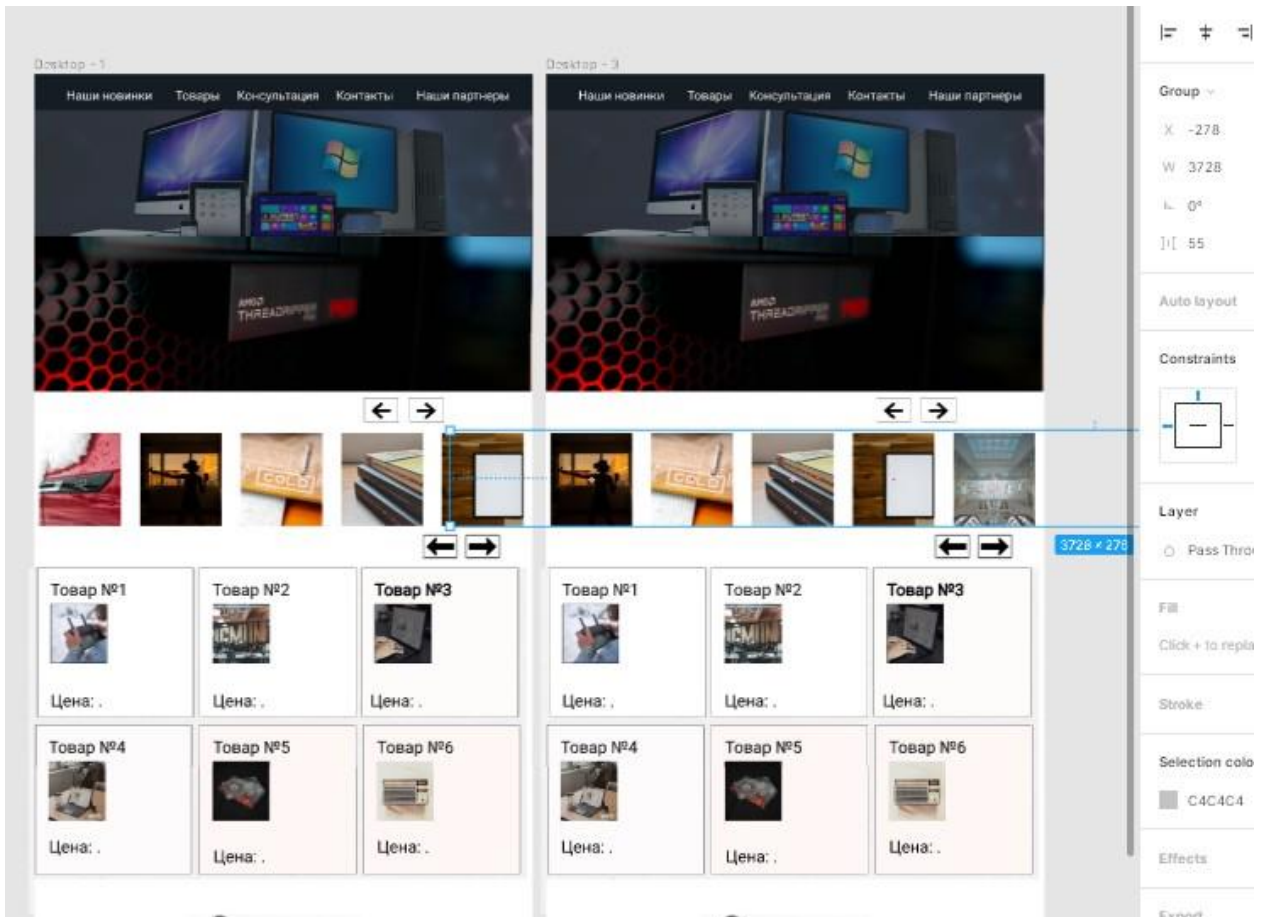 Desktop - 1
Desktop - 3
Наши новинки Товары Консультация Контакты Наши партнеры
Наши новинки Товары Консультация Контакты Наши партнеры
AMD
THREADRIPPER
PRO
AMD
THREADRIPPER
PRO
COLO
COLO
Товар №1 Товар №2 Товар №3
Цена: . Цена: . Цена: .
Товар №4 Товар №5 Товар №6
Цена: . Цена: . Цена: .
Товар №1 Товар №2 Товар №3
Цена: . Цена: . Цена: .
Товар №4 Товар №5 Товар №6
Цена: . Цена: . Цена: .
3728 × 278
Group
X -278
W 3728
0°
55
Auto layout
Constraints
Layer
Pass Thro
Fill
Click + to repla
Stroke
Selection colo
C4C4C4
Effects
Export